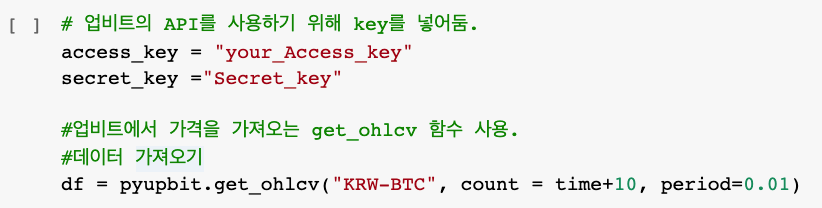 [ ] # 업비트의 API를 사용하기 위해 key를 넣어둠.
access_key = "your_Access_key"
secret_key ="Secret_key"
#업비트에서 가격을 가져오는 get_ohlcv 함수 사용.
#데이터 가져오기
df = pyupbit.get_ohlcv("KRW-BTC", count = time+10, period=0.01)